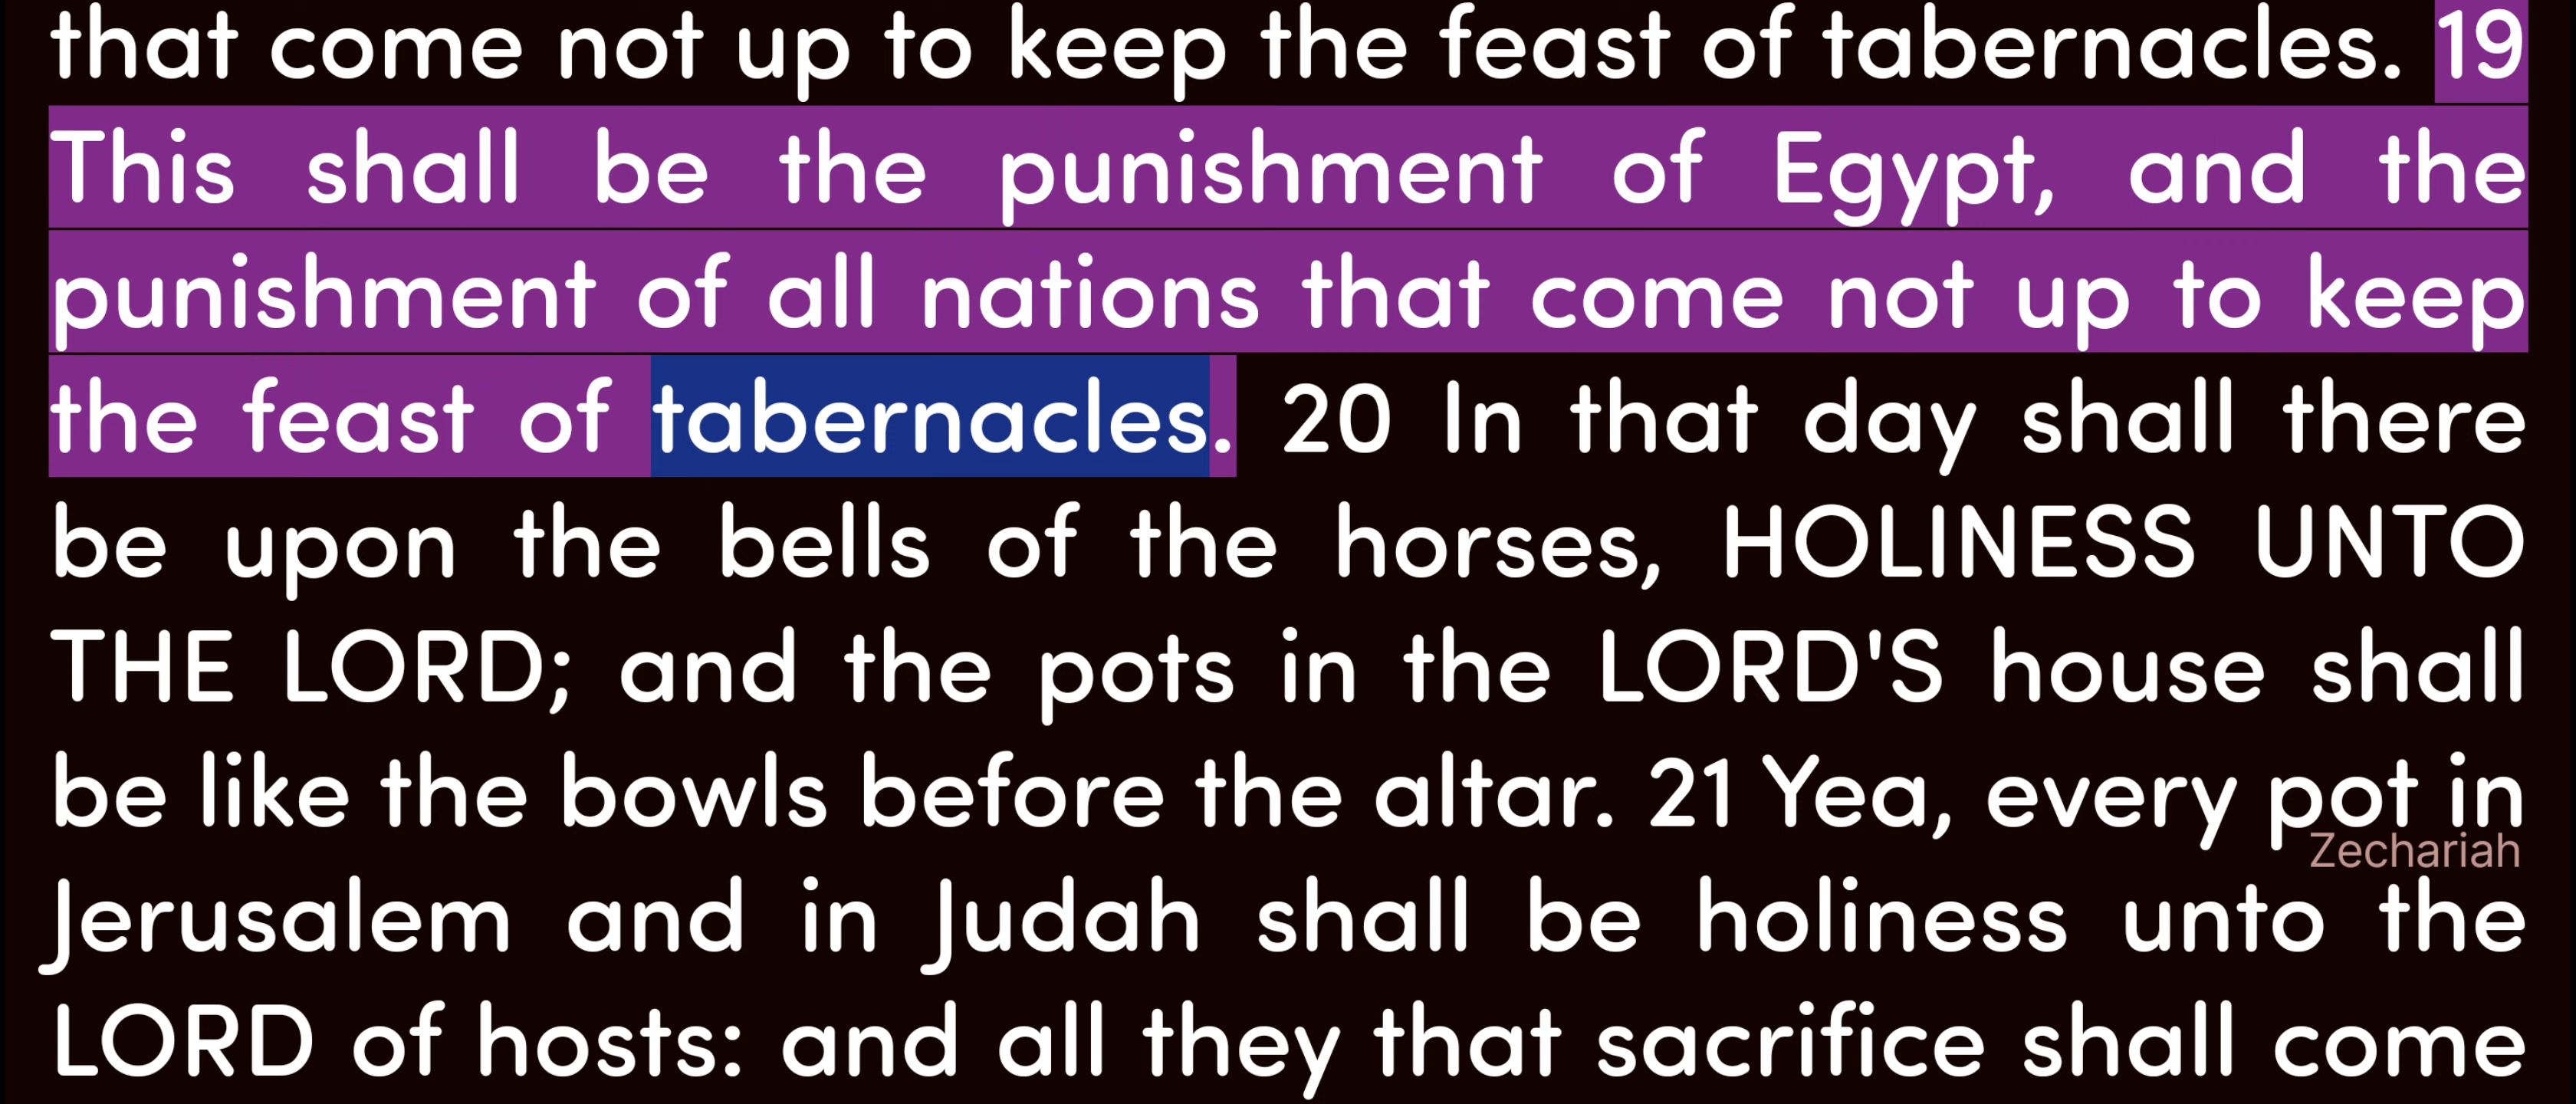 that come not up to keep the feast of tabernacles. 19
This shall be the punishment of Egypt, and the
punishment of all nations that come not up to keep
the feast of tabernacles. 20 In that day shall there
be upon the bells of the horses, HOLINESS UNTO
THE LORD; and the pots in the LORD'S house shall
be like the bowls before the altar. 21 Yea, every pot in
Zechariah
Jerusalem and in Judah shall be holiness unto the
LORD of hosts: and all they that sacrifice shall come